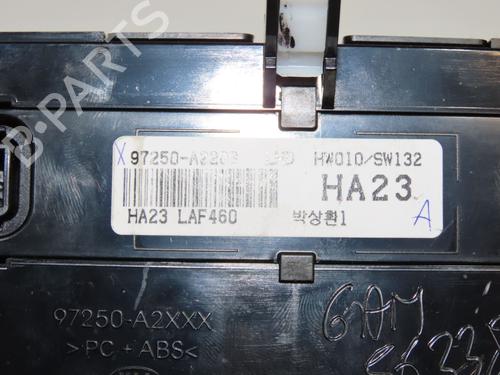 B-PARTS
97250-A2203 HW010/SW132
HA23
HA23 LAF460 박상환1
A
97250-A2XXX
>PC+ABS<